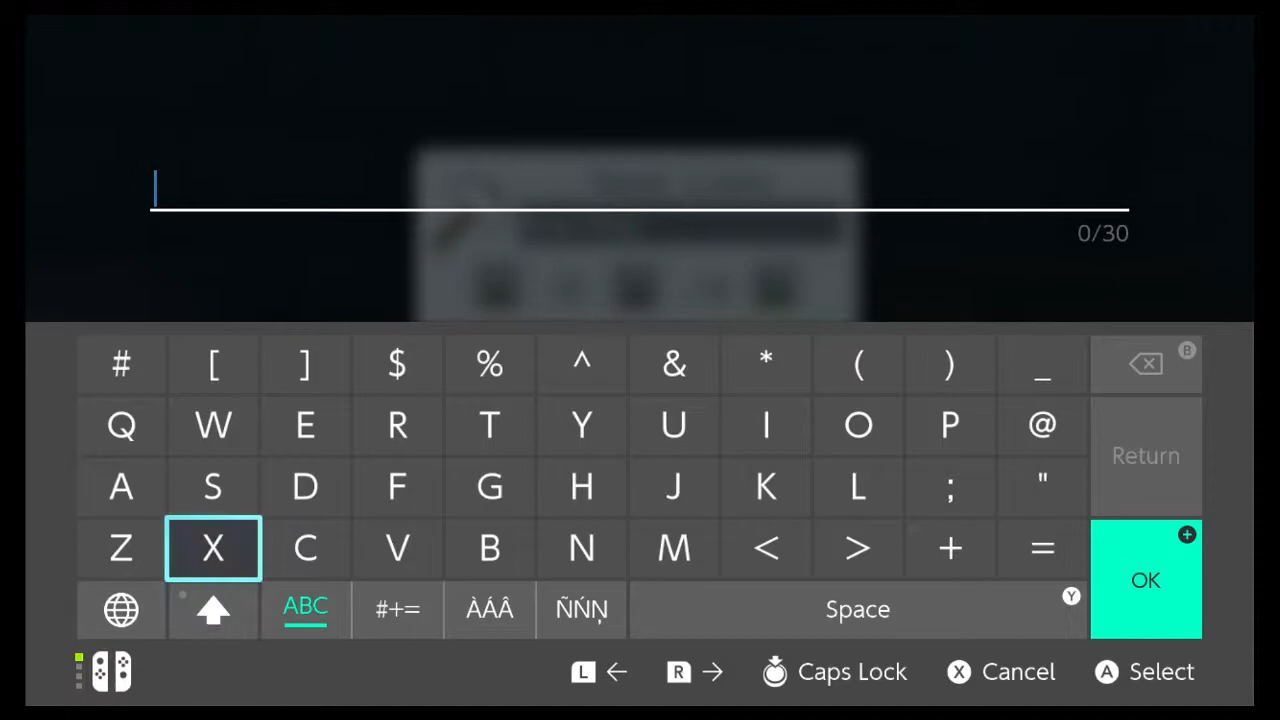 0/30
# [ ] $ % ^ & * ( ) _ B
Q W E R T Y U I O P @
Return
A S D F G H J K L ; "
Z X C V B N M < > + =
OK
ABC #+= ÀÁÂ ÑŃŅ Space Y
L ← R → Caps Lock X Cancel A Select